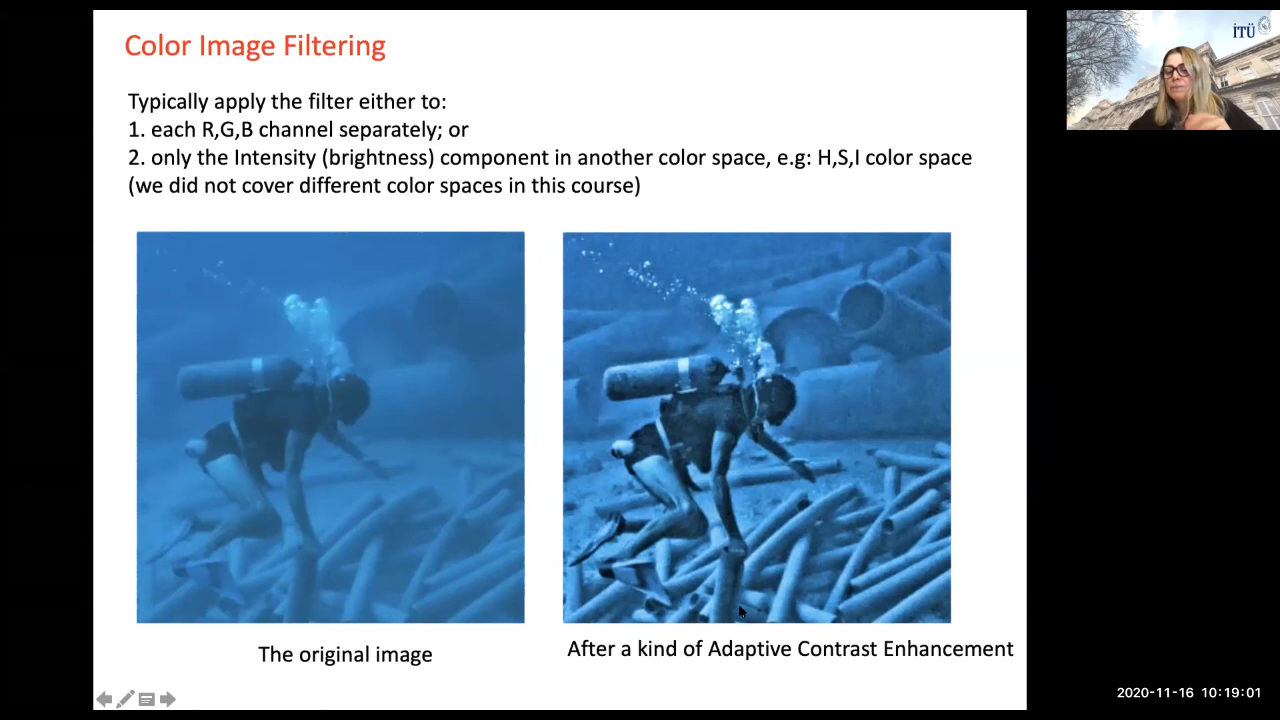 Color Image Filtering
İTÜ
Typically apply the filter either to:
1. each R,G,B channel separately; or
2. only the Intensity (brightness) component in another color space, e.g: H,S,I color space
(we did not cover different color spaces in this course)
The original image
After a kind of Adaptive Contrast Enhancement
2020-11-16 10:19:01